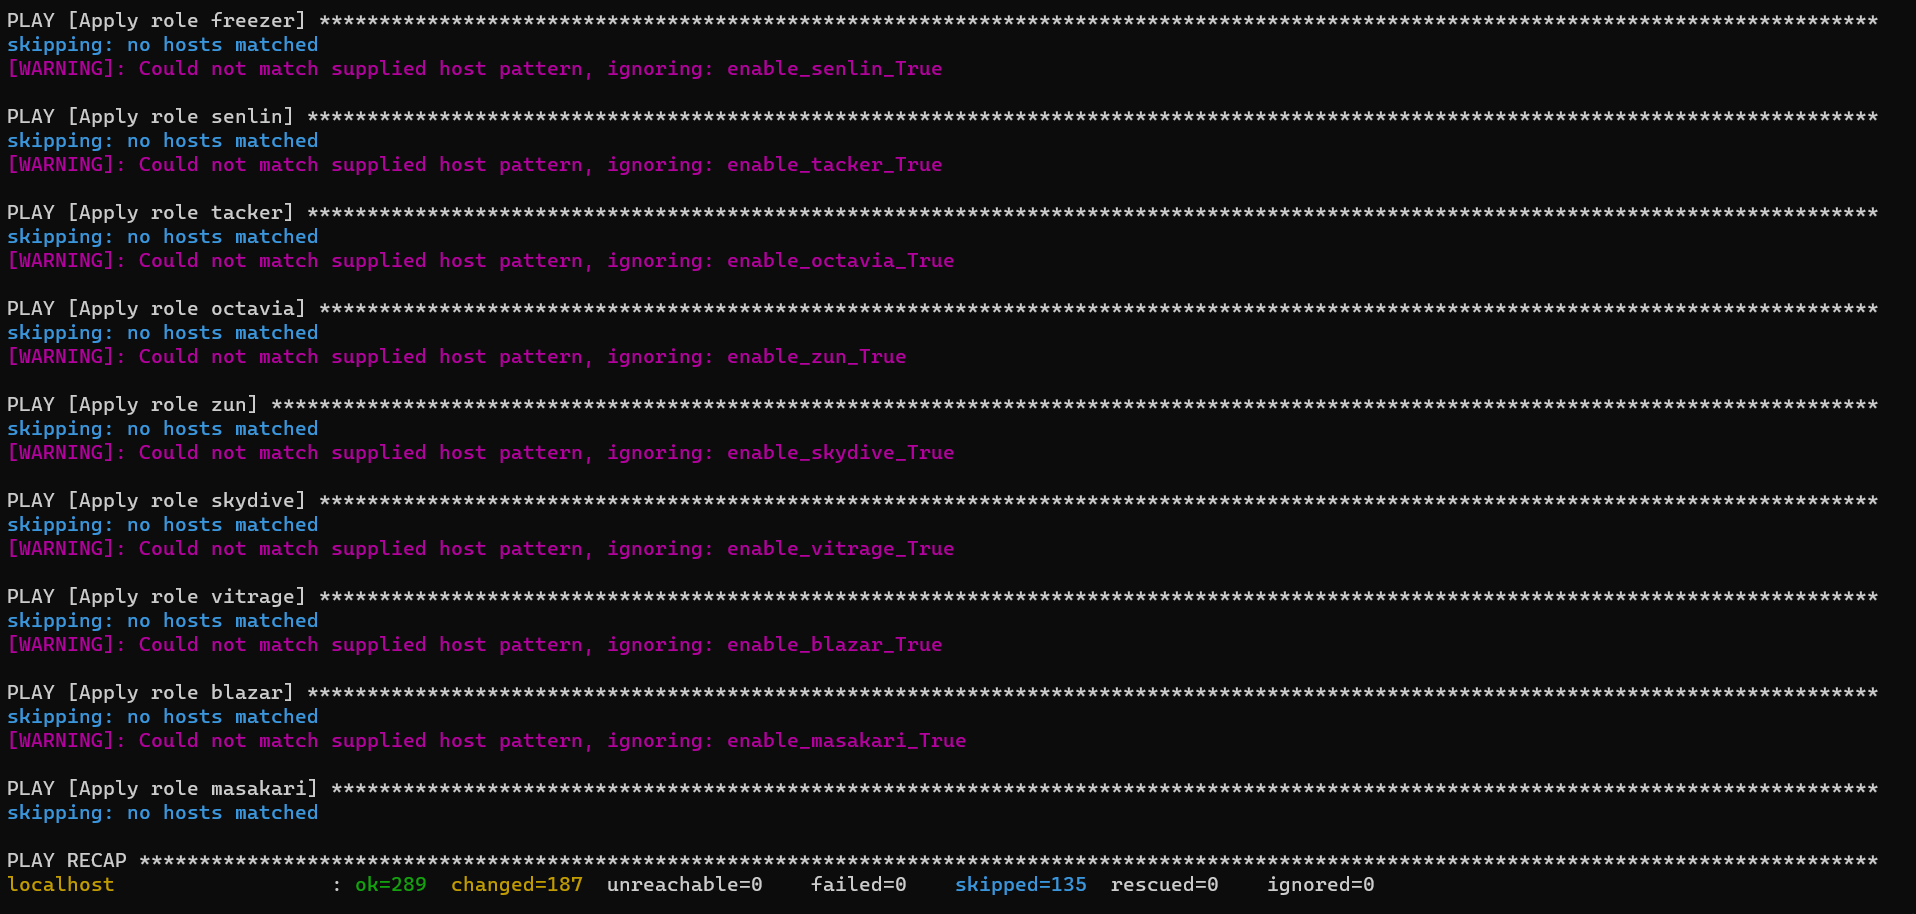 PLAY [Apply role freezer] **********************************************************************************************************************************
skipping: no hosts matched
[WARNING]: Could not match supplied host pattern, ignoring: enable_senlin_True
PLAY [Apply role senlin] ***********************************************************************************************************************************
skipping: no hosts matched
[WARNING]: Could not match supplied host pattern, ignoring: enable_tacker_True
PLAY [Apply role tacker] ***********************************************************************************************************************************
skipping: no hosts matched
[WARNING]: Could not match supplied host pattern, ignoring: enable_octavia_True
PLAY [Apply role octavia] **********************************************************************************************************************************
skipping: no hosts matched
[WARNING]: Could not match supplied host pattern, ignoring: enable_zun_True
PLAY [Apply role zun] **************************************************************************************************************************************
skipping: no hosts matched
[WARNING]: Could not match supplied host pattern, ignoring: enable_skydive_True
PLAY [Apply role skydive] **********************************************************************************************************************************
skipping: no hosts matched
[WARNING]: Could not match supplied host pattern, ignoring: enable_vitrage_True
PLAY [Apply role vitrage] **********************************************************************************************************************************
skipping: no hosts matched
[WARNING]: Could not match supplied host pattern, ignoring: enable_blazar_True
PLAY [Apply role blazar] ***********************************************************************************************************************************
skipping: no hosts matched
[WARNING]: Could not match supplied host pattern, ignoring: enable_masakari_True
PLAY [Apply role masakari] *********************************************************************************************************************************
skipping: no hosts matched
PLAY RECAP *************************************************************************************************************************************************
localhost                  : ok=289  changed=187  unreachable=0    failed=0    skipped=135  rescued=0    ignored=0